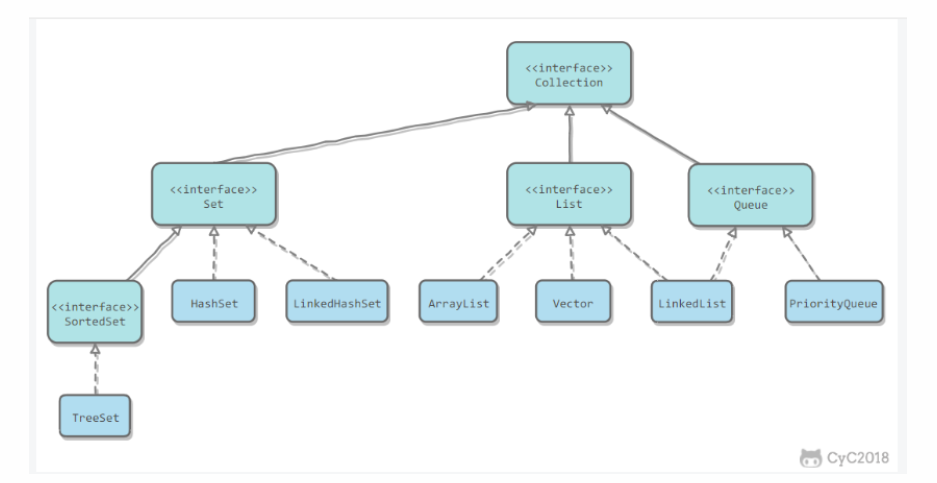 <<interface>>
Collection
<<interface>>
Set
<<interface>>
List
<<interface>>
Queue
<<interface>>
SortedSet
HashSet
LinkedHashSet
ArrayList
Vector
LinkedList
PriorityQueue
TreeSet
CyC2018